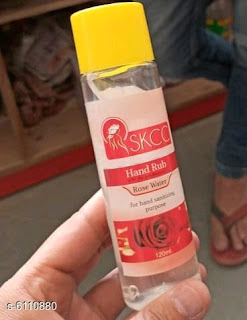 SKCC
Hand Rub
Rose Water
for hand sanitizing
purpose
120ml
s-6110880